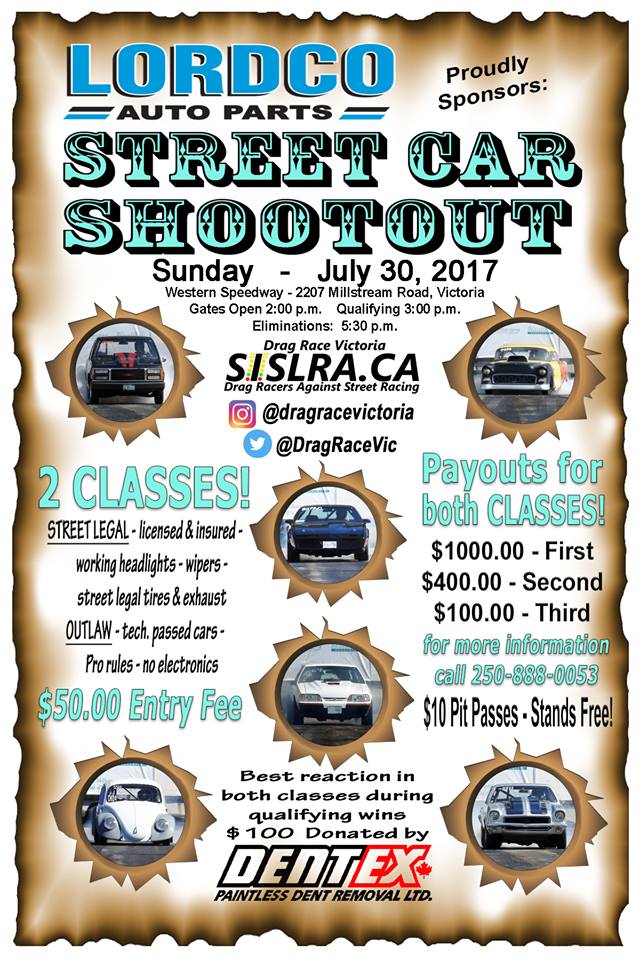 LORDCO
AUTO PARTS
Proudly
Sponsors:
STREET CAR
SHOOTOUT
Sunday - July 30, 2017
Western Speedway - 2207 Millstream Road, Victoria
Gates Open 2:00 p.m. Qualifying 3:00 p.m.
Eliminations: 5:30 p.m.
Drag Race Victoria
SIISLRA.CA
Drag Racers Against Street Racing
@dragracevictoria
@DragRaceVic
2 CLASSES!
STREET LEGAL - licensed & insured -
working headlights - wipers -
street legal tires & exhaust
OUTLAW - tech. passed cars -
Pro rules - no electronics
$50.00 Entry Fee
Payouts for
both CLASSES!
$1000.00 - First
$400.00 - Second
$100.00 - Third
for more information
call 250-888-0053
$10 Pit Passes - Stands Free!
Best reaction in
both classes during
qualifying wins
$100 Donated by
DENTEX
PAINTLESS DENT REMOVAL LTD.